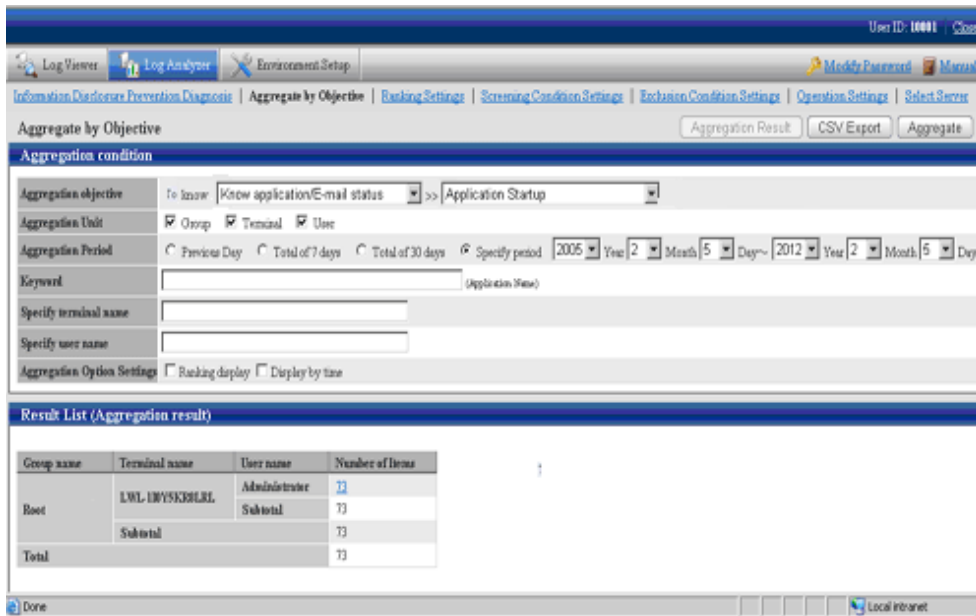 User ID: 10001 | Close
Log Viewer Log Analyzer Environment Setup Modify Password Manual
Information Disclosure Prevention Diagnosis | Aggregate by Objective | Ranking Settings | Screening Condition Settings | Exclusion Condition Settings | Operation Settings | Select Server
Aggregate by Objective Aggregation Result CSV Export Aggregate
Aggregation condition
Aggregation objective To know Know application/E-mail status >> Application Startup
Aggregation Unit Group Terminal User
Aggregation Period Previous Day Total of 7 days Total of 30 days Specify period 2005 Year 2 Month 5 Day~ 2012 Year 2 Month 5 Day
Keyword (Application Name)
Specify terminal name
Specify user name
Aggregation Option Settings Ranking display Display by time
Result List (Aggregation result)
Group name Terminal name User name Number of Items
Root Administrator 73
Subtotal 73
Subtotal 73
Total 73
Done Local intranet